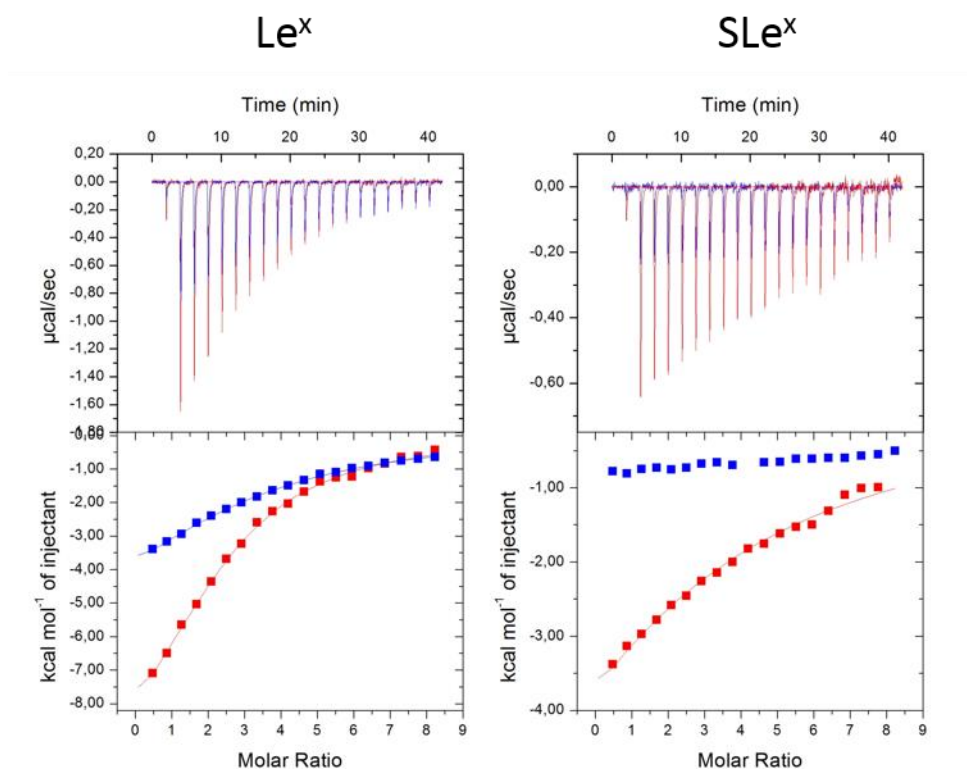 Le^x
SLe^x
Time (min)
0 10 20 30 40
0,20
0,00
-0,20
-0,40
-0,60
-0,80
-1,00
-1,20
-1,40
-1,60
-1,80
µcal/sec
0,00
-1,00
-2,00
-3,00
-4,00
-5,00
-6,00
-7,00
-8,00
kcal mol^-1 of injectant
0 1 2 3 4 5 6 7 8 9
Molar Ratio
Time (min)
0 10 20 30 40
0,00
-0,20
-0,40
-0,60
µcal/sec
-1,00
-2,00
-3,00
-4,00
kcal mol^-1 of injectant
0 1 2 3 4 5 6 7 8 9
Molar Ratio